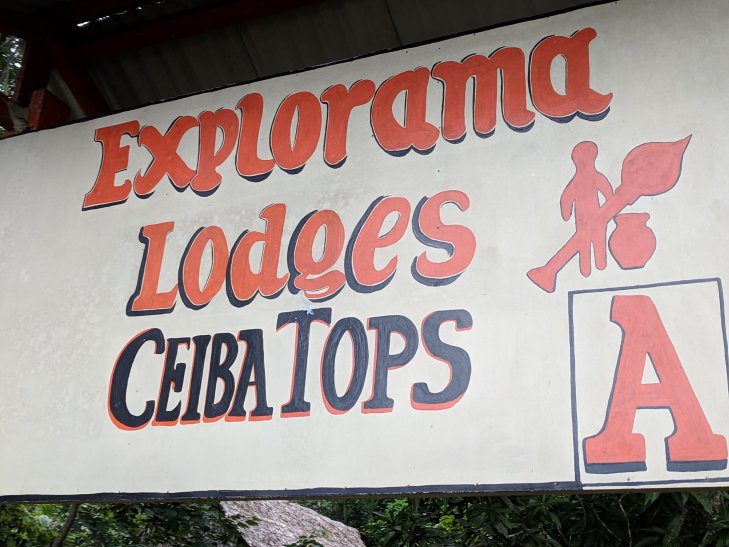 Explorama
Lodges
CEIBA TOPS
A